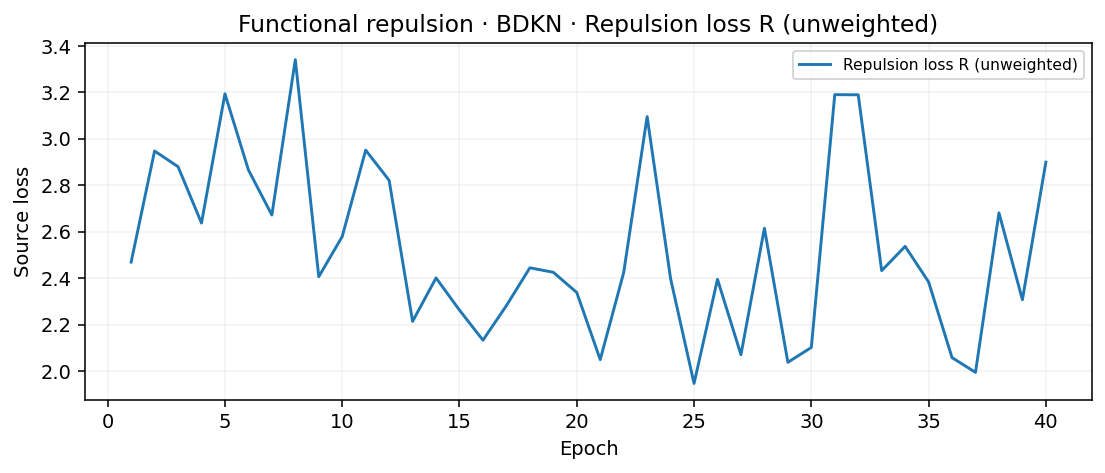 Functional repulsion · BDKN · Repulsion loss R (unweighted)
Repulsion loss R (unweighted)
Source loss
3.4
3.2
3.0
2.8
2.6
2.4
2.2
2.0
0 5 10 15 20 25 30 35 40
Epoch